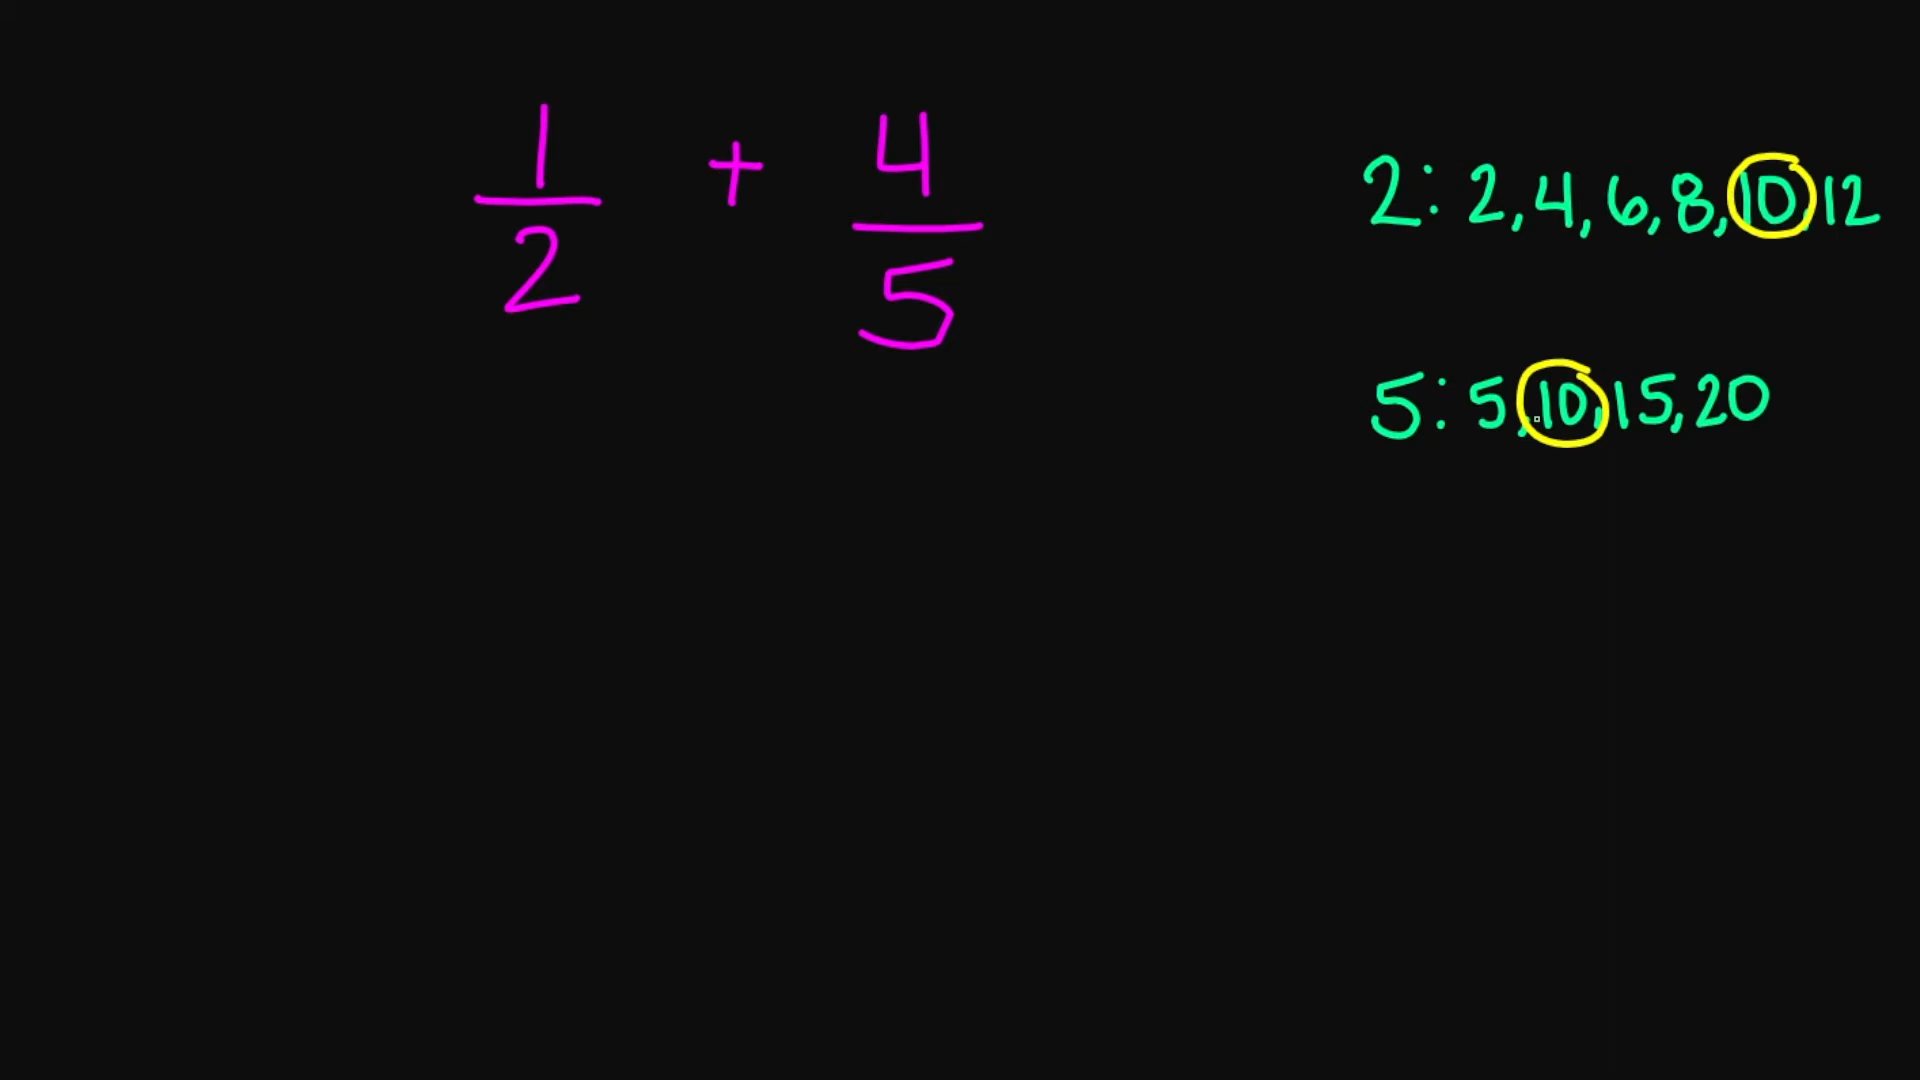 1/2 + 4/5
2: 2, 4, 6, 8, 10, 12
5: 5, 10, 15, 20